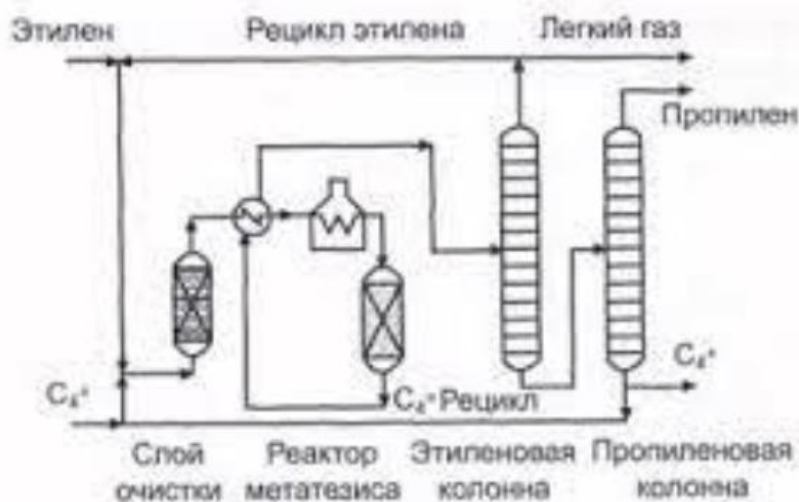 Этилен
Рецикл этилена
Легкий газ
Пропилен
C₄⁺
C₄⁺
C₄⁺ Рецикл
Слой очистки
Реактор метатезиса
Этиленовая колонна
Пропиленовая колонна